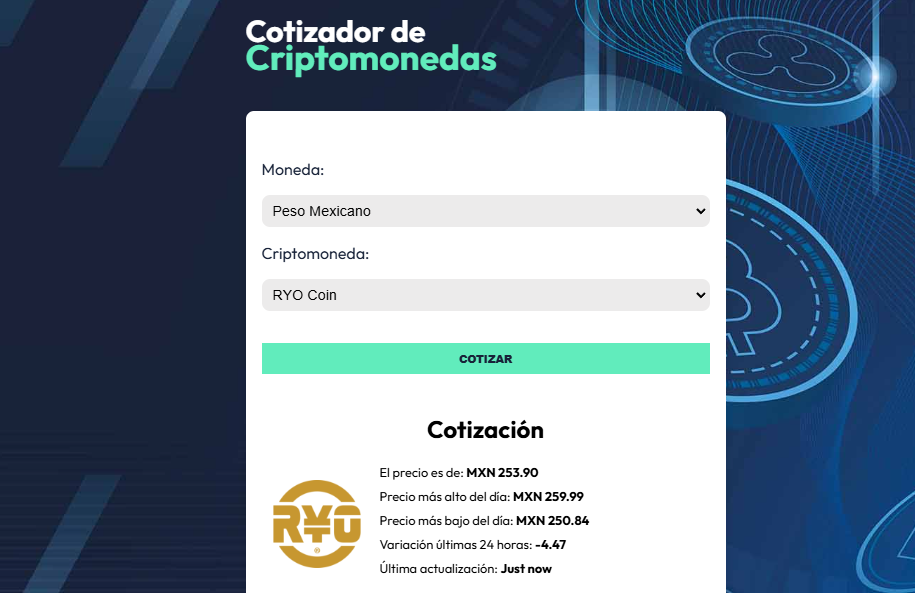 Cotizador de
Criptomonedas
Moneda:
Peso Mexicano
Criptomoneda:
RYO Coin
COTIZAR
Cotización
El precio es de: MXN 253.90
Precio más alto del día: MXN 259.99
Precio más bajo del día: MXN 250.84
Variación últimas 24 horas: -4.47
Última actualización: Just now
RYO
®